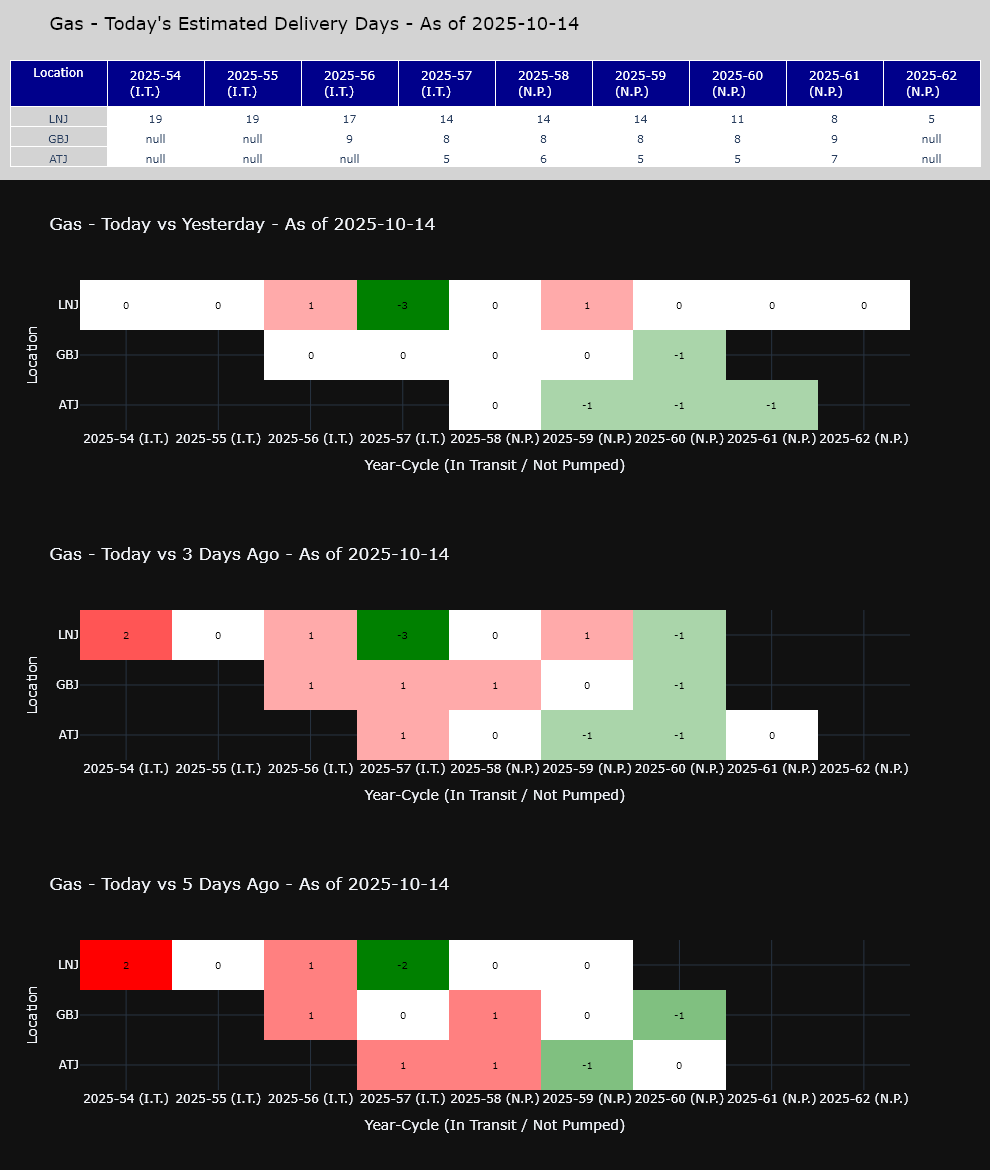 Gas - Today's Estimated Delivery Days - As of 2025-10-14
Location 2025-54 (I.T.) 2025-55 (I.T.) 2025-56 (I.T.) 2025-57 (I.T.) 2025-58 (N.P.) 2025-59 (N.P.) 2025-60 (N.P.) 2025-61 (N.P.) 2025-62 (N.P.)
LNJ 19 19 17 14 14 14 11 8 5
GBJ null null 9 8 8 8 8 9 null
ATJ null null null 5 6 5 5 7 null
Gas - Today vs Yesterday - As of 2025-10-14
Location
LNJ 0 0 1 -3 0 1 0 0 0
GBJ 0 0 0 0 -1
ATJ 0 -1 -1 -1
2025-54 (I.T.) 2025-55 (I.T.) 2025-56 (I.T.) 2025-57 (I.T.) 2025-58 (N.P.) 2025-59 (N.P.) 2025-60 (N.P.) 2025-61 (N.P.) 2025-62 (N.P.)
Year-Cycle (In Transit / Not Pumped)
Gas - Today vs 3 Days Ago - As of 2025-10-14
Location
LNJ 2 0 1 -3 0 1 -1
GBJ 1 1 1 0 -1
ATJ 1 0 -1 -1 0
2025-54 (I.T.) 2025-55 (I.T.) 2025-56 (I.T.) 2025-57 (I.T.) 2025-58 (N.P.) 2025-59 (N.P.) 2025-60 (N.P.) 2025-61 (N.P.) 2025-62 (N.P.)
Year-Cycle (In Transit / Not Pumped)
Gas - Today vs 5 Days Ago - As of 2025-10-14
Location
LNJ 2 0 1 -2 0 0
GBJ 1 0 1 0 -1
ATJ 1 1 -1 0
2025-54 (I.T.) 2025-55 (I.T.) 2025-56 (I.T.) 2025-57 (I.T.) 2025-58 (N.P.) 2025-59 (N.P.) 2025-60 (N.P.) 2025-61 (N.P.) 2025-62 (N.P.)
Year-Cycle (In Transit / Not Pumped)